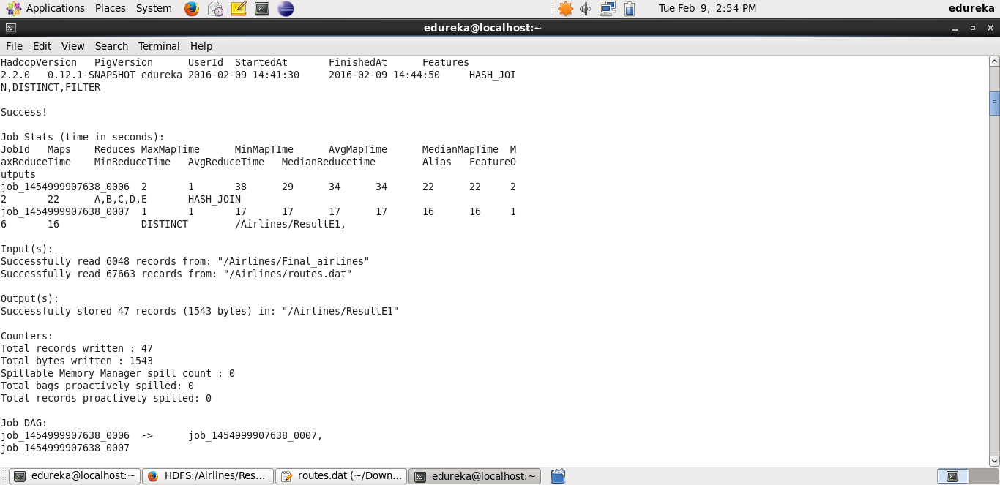 Applications Places System Tue Feb 9, 2:54 PM edureka
edureka@localhost:~
File Edit View Search Terminal Help
HadoopVersion PigVersion UserId StartedAt FinishedAt Features
2.2.0 0.12.1-SNAPSHOT edureka 2016-02-09 14:41:30 2016-02-09 14:44:50 HASH_JOI
N,DISTINCT,FILTER
Success!
Job Stats (time in seconds):
JobId Maps Reduces MaxMapTime MinMapTIme AvgMapTime MedianMapTime M
axReduceTime MinReduceTime AvgReduceTime MedianReducetime Alias FeatureO
utputs
job_1454999907638_0006 2 1 38 29 34 34 22 22 2
2 22 A,B,C,D,E HASH_JOIN
job_1454999907638_0007 1 1 17 17 17 17 16 16 1
6 16 DISTINCT /Airlines/ResultE1,
Input(s):
Successfully read 6048 records from: "/Airlines/Final_airlines"
Successfully read 67663 records from: "/Airlines/routes.dat"
Output(s):
Successfully stored 47 records (1543 bytes) in: "/Airlines/ResultE1"
Counters:
Total records written : 47
Total bytes written : 1543
Spillable Memory Manager spill count : 0
Total bags proactively spilled: 0
Total records proactively spilled: 0
Job DAG:
job_1454999907638_0006 -> job_1454999907638_0007,
job_1454999907638_0007
edureka@localhost:~ HDFS:/Airlines/Res... routes.dat (~/Down... edureka@localhost:~